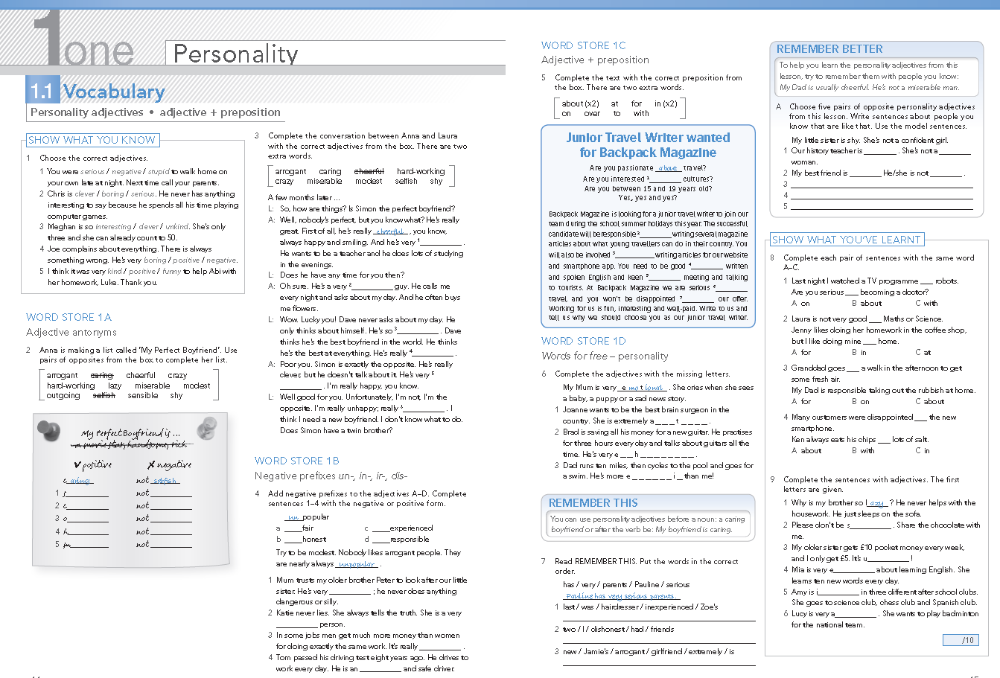 1 one
Personality
1.1 Vocabulary
Personality adjectives • adjective + preposition
SHOW WHAT YOU KNOW
1 Choose the correct adjectives.
1 You were serious / negative / stupid to walk home on
your own late at night. Next time call your parents.
2 Chris is clever / boring / serious. He never has anything
interesting to say because he spends all his time playing
computer games.
3 Meghan is so interesting / clever / unkind. She's only
three and she can already count to 50.
4 Joe complains about everything. There is always
something wrong. He's very boring / positive / negative.
5 I think it was very kind / positive / funny to help Abi with
her homework, Luke. Thank you.
WORD STORE 1A
Adjective antonyms
2 Anna is making a list called 'My Perfect Boyfriend'. Use
pairs of opposites from the box to complete her list.
arrogant caring cheerful crazy
hard-working lazy miserable modest
outgoing selfish sensible shy
My Perfect Boyfriend is ...
a movie star, handsome, rich
✔ positive ✗ negative
caring not selfish
1 s________ not ________
2 c________ not ________
3 o________ not ________
4 h________ not ________
5 m________ not ________
3 Complete the conversation between Anna and Laura
with the correct adjectives from the box. There are two
extra words.
arrogant caring cheerful hard-working
crazy miserable modest selfish shy
A few months later ...
L: So, how are things? Is Simon the perfect boyfriend?
A: Well, nobody's perfect, but you know what? He's really
great. First of all, he's really cheerful , you know,
always happy and smiling. And he's very 1__________ .
He wants to be a teacher and he does lots of studying
in the evenings.
L: Does he have any time for you then?
A: Oh sure. He's a very 2__________ guy. He calls me
every night and asks about my day. And he often buys
me flowers.
L: Wow. Lucky you! Dave never asks about my day. He
only thinks about himself. He's so 3__________ . Dave
thinks he's the best boyfriend in the world. He thinks
he's the best at everything. He's really 4__________ .
A: Poor you. Simon is exactly the opposite. He's really
clever, but he doesn't talk about it. He's very 5
__________ . I'm really happy, you know.
L: Well good for you. Unfortunately, I'm not, I'm the
opposite. I'm really unhappy; really 6__________ . I
think I need a new boyfriend. I don't know what to do.
Does Simon have a twin brother?
WORD STORE 1B
Negative prefixes un-, in-, ir-, dis-
4 Add negative prefixes to the adjectives A–D. Complete
sentences 1–4 with the negative or positive form.
un popular
a ____fair c ____experienced
b ____honest d ____responsible
Try to be modest. Nobody likes arrogant people. They
are nearly always unpopular .
1 Mum trusts my older brother Peter to look after our little
sister. He's very __________ ; he never does anything
dangerous or silly.
2 Katie never lies. She always tells the truth. She is a very
__________ person.
3 In some jobs men get much more money than women
for doing exactly the same work. It's really __________ .
4 Tom passed his driving test eight years ago. He drives to
work every day. He is an __________ and safe driver.
WORD STORE 1C
Adjective + preposition
5 Complete the text with the correct preposition from
the box. There are two extra words.
about (x2) at for in (x2)
on over to with
Junior Travel Writer wanted
for Backpack Magazine
Are you passionate about travel?
Are you interested 1________ cultures?
Are you between 15 and 19 years old?
Yes, yes and yes?
Backpack Magazine is looking for a junior travel writer to join our
team during the school summer holidays this year. The successful
candidate will be responsible 2________ writing several magazine
articles about what young travellers can do in their country. You
will also be involved 3________ writing articles for our website
and smartphone app. You need to be good 4________ written
and spoken English and keen 5________ meeting and talking
to tourists. At Backpack Magazine we are serious 6________
travel, and you won't be disappointed 7________ our offer.
Working for us is fun, interesting and well-paid. Write to us and
tell us why we should choose you as our junior travel writer.
WORD STORE 1D
Words for free – personality
6 Complete the adjectives with the missing letters.
My Mum is very e mo t ional . She cries when she sees
a baby, a puppy or a sad news story.
1 Joanne wants to be the best brain surgeon in the
country. She is extremely a _ _ _ t _ _ _ _ .
2 Brad is saving all his money for a new guitar. He practises
for three hours every day and talks about guitars all the
time. He's very e _ _ h _ _ _ _ _ _ _ _ .
3 Dad runs ten miles, then cycles to the pool and goes for
a swim. He's more e _ _ _ _ _ _ i _ than me!
REMEMBER THIS
You can use personality adjectives before a noun: a caring
boyfriend or after the verb be: My boyfriend is caring.
7 Read REMEMBER THIS. Put the words in the correct
order.
has / very / parents / Pauline / serious
Pauline has very serious parents.
1 last / was / hairdresser / inexperienced / Zoe's
2 two / I / dishonest / had / friends
3 new / Jamie's / arrogant / girlfriend / extremely / is
REMEMBER BETTER
To help you learn the personality adjectives from this
lesson, try to remember them with people you know:
My Dad is usually cheerful. He's not a miserable man.
A Choose five pairs of opposite personality adjectives
from this lesson. Write sentences about people you
know that are like that. Use the model sentences.
My little sister is shy. She's not a confident girl.
1 Our history teacher is ________ . She's not a ________
woman.
2 My best friend is ________ He/she is not ________ .
3
4
5
SHOW WHAT YOU'VE LEARNT
8 Complete each pair of sentences with the same word
A–C.
1 Last night I watched a TV programme ___ robots.
Are you serious ___ becoming a doctor?
A on B about C with
2 Laura is not very good ___ Maths or Science.
Jenny likes doing her homework in the coffee shop,
but I like doing mine ___ home.
A for B in C at
3 Granddad goes ___ a walk in the afternoon to get
some fresh air.
My Dad is responsible taking out the rubbish at home.
A for B on C about
4 Many customers were disappointed ___ the new
smartphone.
Ken always eats his chips ___ lots of salt.
A about B with C in
9 Complete the sentences with adjectives. The first
letters are given.
1 Why is my brother so lazy ? He never helps with the
housework. He just sleeps on the sofa.
2 Please don't be s__________ . Share the chocolate with
me.
3 My older sister gets £10 pocket money every week,
and I only get £5. It's u__________ !
4 Mia is very e__________ about learning English. She
learns ten new words every day.
5 Amy is i__________ in three different after school clubs.
She goes to science club, chess club and Spanish club.
6 Lucy is very a__________ . She wants to play badminton
for the national team.
/10